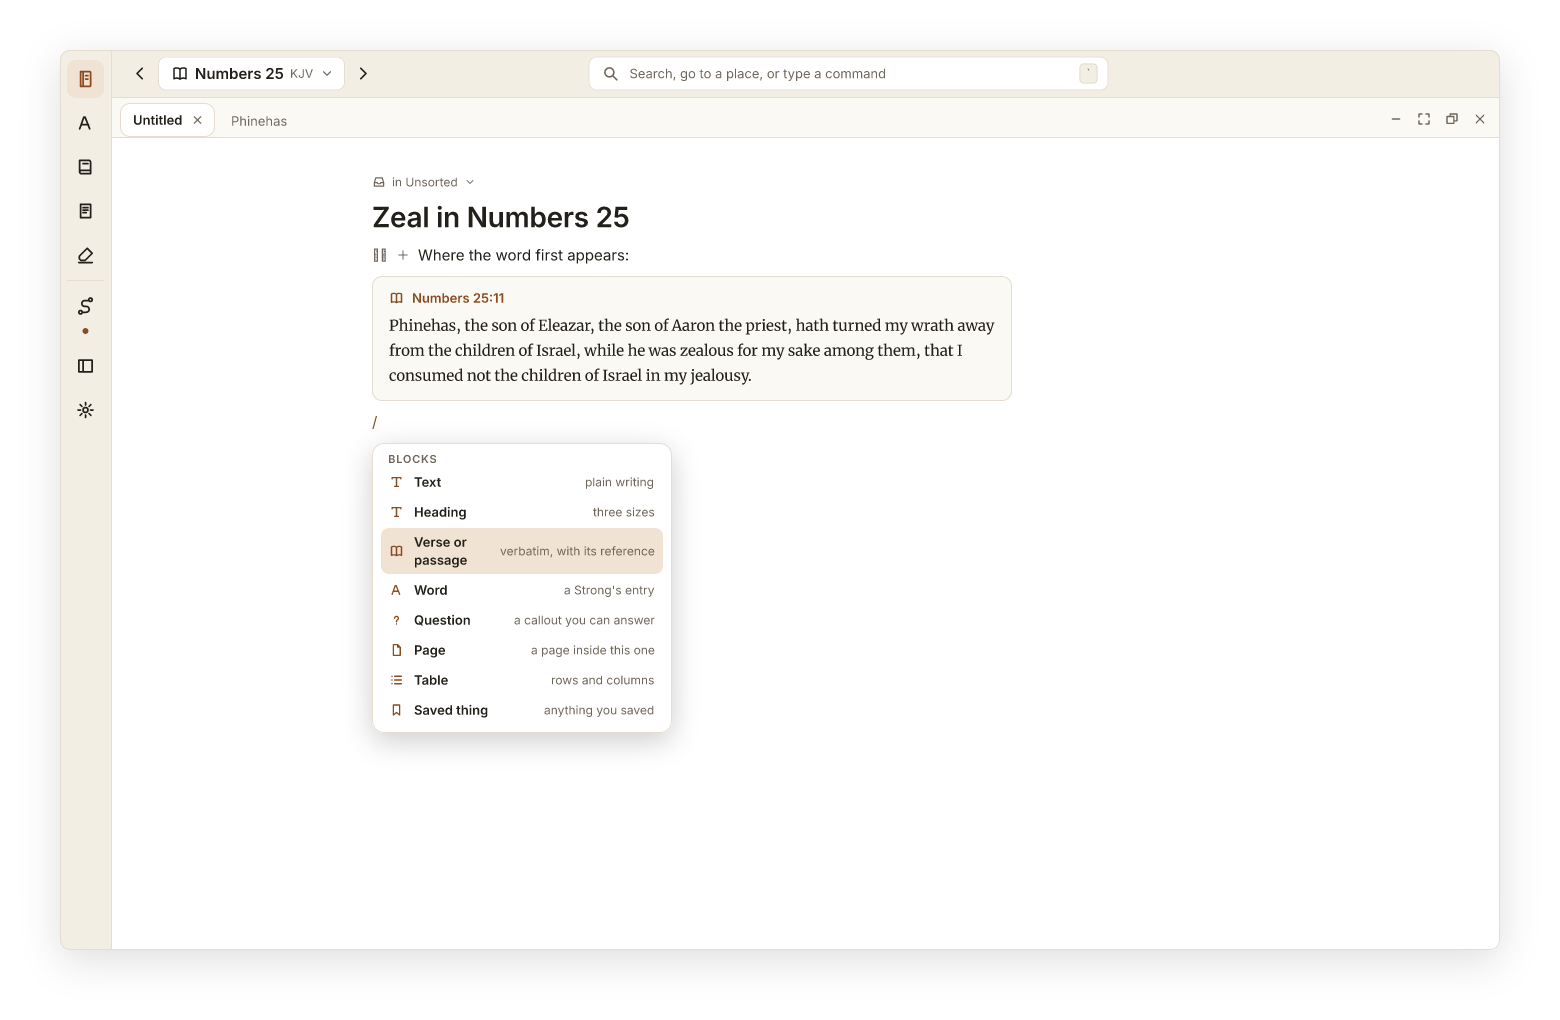 Numbers 25 KJV
Search, go to a place, or type a command
Untitled
Phinehas
in Unsorted
Zeal in Numbers 25
Where the word first appears:
Numbers 25:11
Phinehas, the son of Eleazar, the son of Aaron the priest, hath turned my wrath away
from the children of Israel, while he was zealous for my sake among them, that I
consumed not the children of Israel in my jealousy.
/
BLOCKS
Text plain writing
Heading three sizes
Verse or
passage verbatim, with its reference
Word a Strong's entry
Question a callout you can answer
Page a page inside this one
Table rows and columns
Saved thing anything you saved